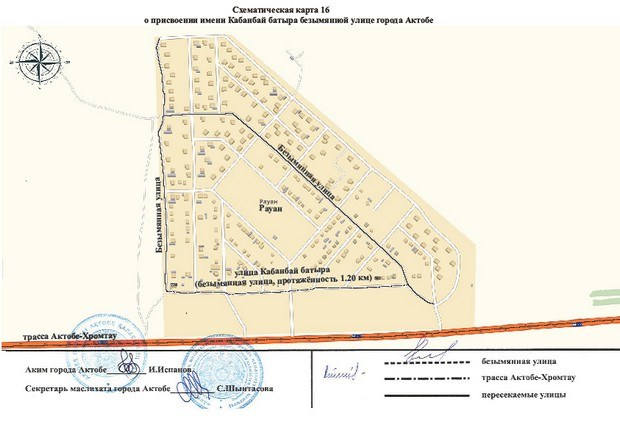 Схематическая карта 16
о присвоении имени Кабанбай батыра безымянной улице города Актобе
Безымянная улица
Безымянная улица
Рауан
Рауан
улица Кабанбай батыра
(безымянная улица, протяжённость 1.20 км)
трасса Актобе-Хромтау
Аким города Актобе И.Испанов
Секретарь маслихата города Актобе С.Шынтасова
безымянная улица
трасса Актобе-Хромтау
пересекаемые улицы